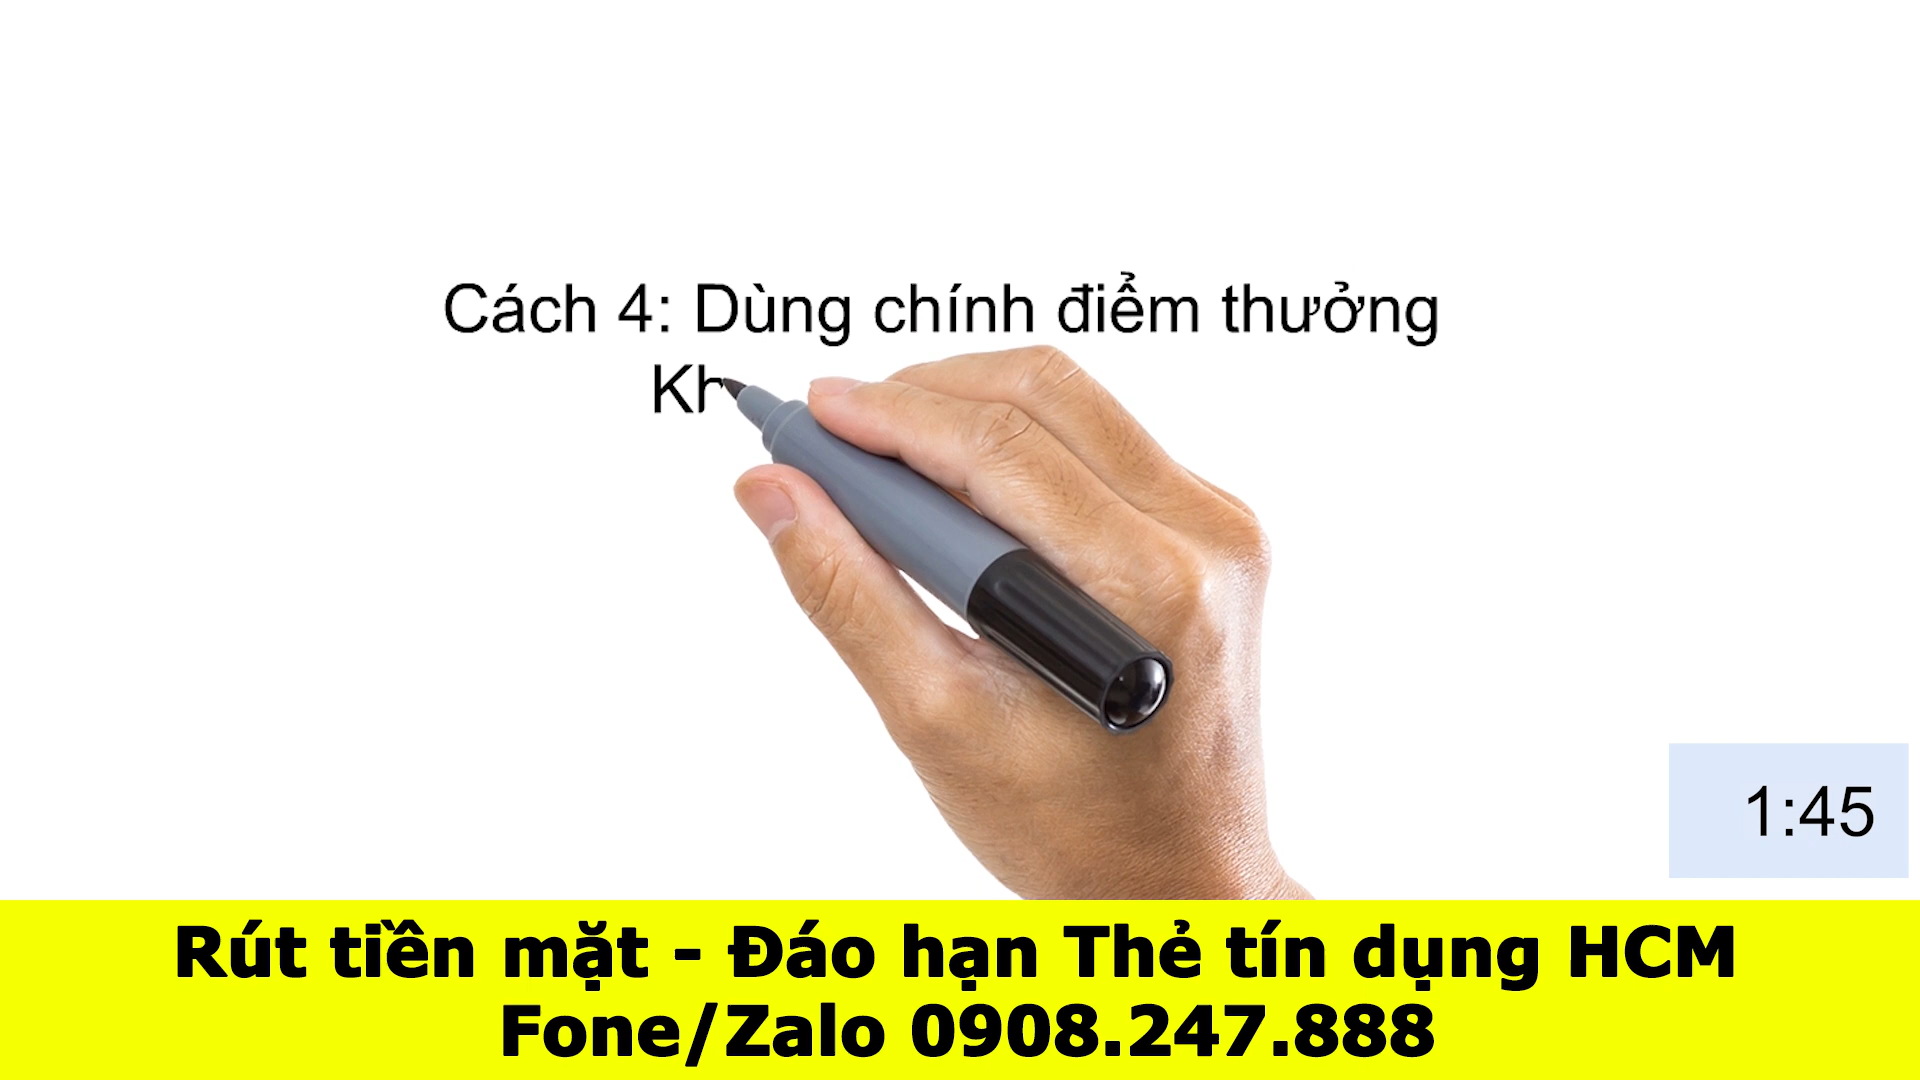 Cách 4: Dùng chính điểm thưởng
1:45
Rút tiền mặt - Đáo hạn Thẻ tín dụng HCM
Fone/Zalo 0908.247.888